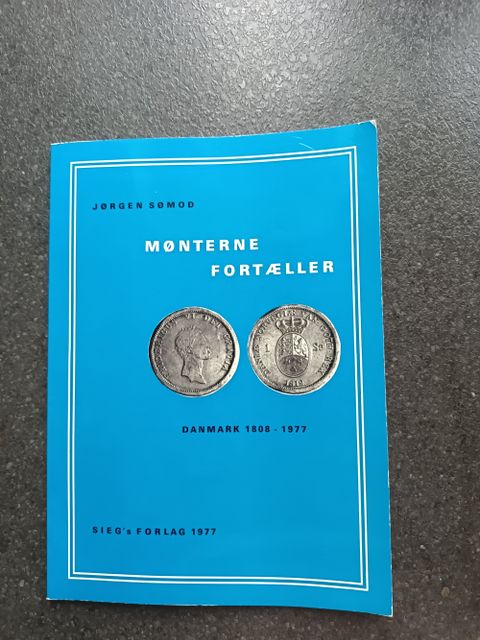 JØRGEN SØMOD
MØNTERNE
FORTÆLLER
DANMARK 1808 - 1977
SIEG's FORLAG 1977